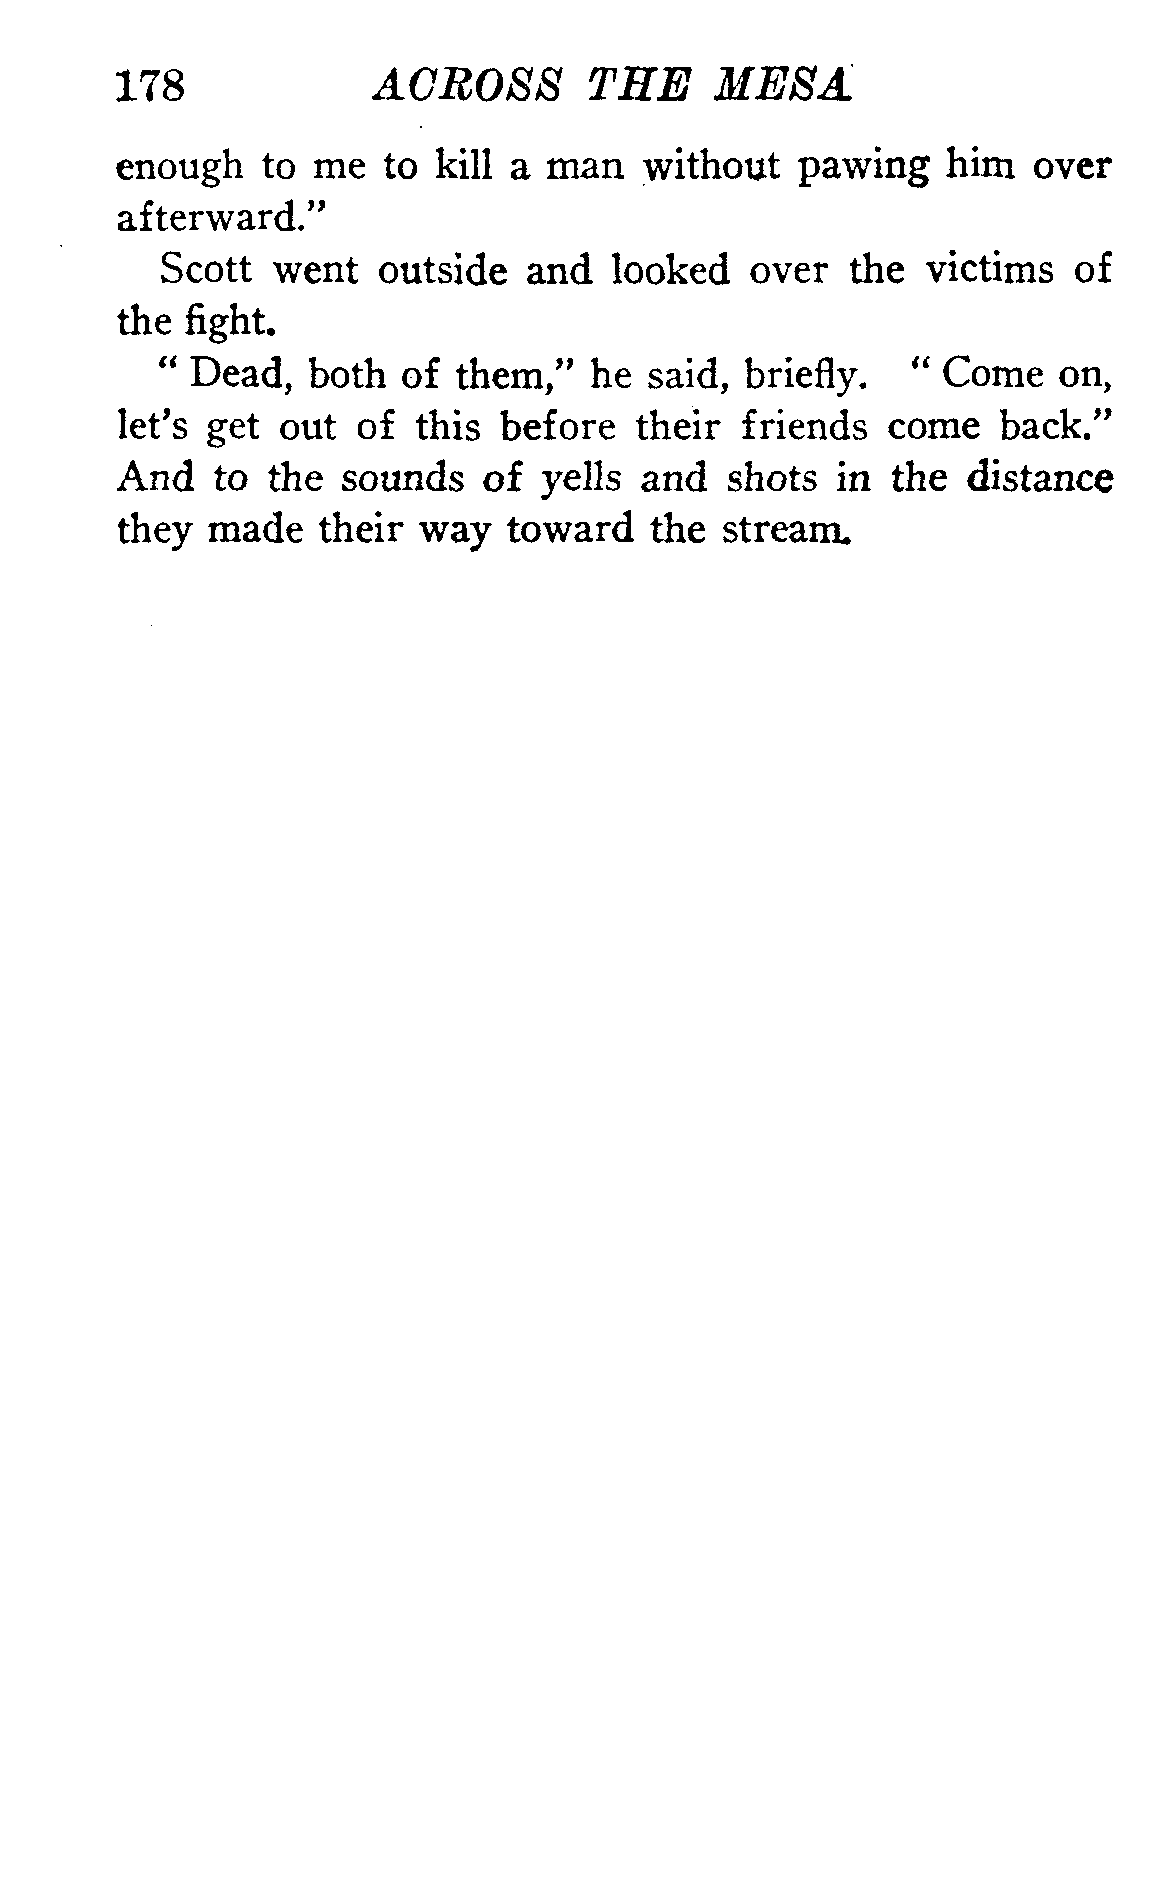 178 ACROSS THE MESA
enough to me to kill a man without pawing him over
afterward."
Scott went outside and looked over the victims of
the fight.
" Dead, both of them," he said, briefly. " Come on,
let's get out of this before their friends come back."
And to the sounds of yells and shots in the distance
they made their way toward the stream.